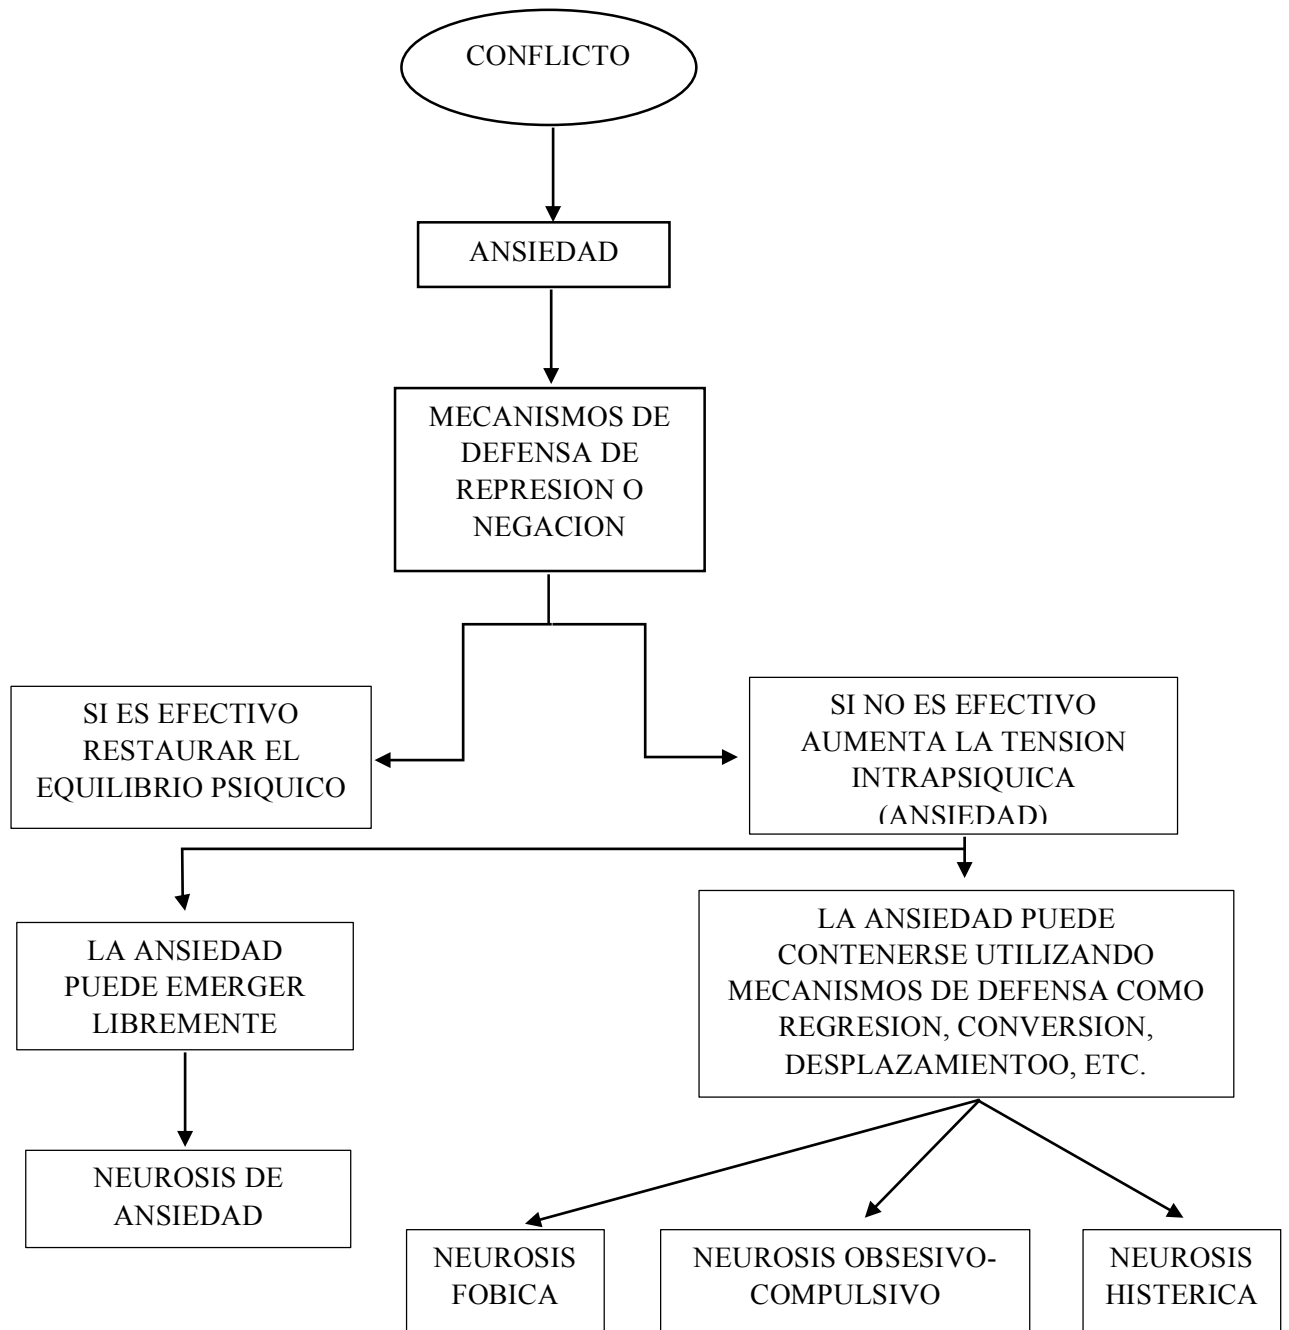 CONFLICTO
ANSIEDAD
MECANISMOS DE
DEFENSA DE
REPRESION O
NEGACION
SI ES EFECTIVO
RESTAURAR EL
EQUILIBRIO PSIQUICO
SI NO ES EFECTIVO
AUMENTA LA TENSION
INTRAPSIQUICA
(ANSIEDAD)
LA ANSIEDAD
PUEDE EMERGER
LIBREMENTE
LA ANSIEDAD PUEDE
CONTENERSE UTILIZANDO
MECANISMOS DE DEFENSA COMO
REGRESION, CONVERSION,
DESPLAZAMIENTOO, ETC.
NEUROSIS DE
ANSIEDAD
NEUROSIS
FOBICA
NEUROSIS OBSESIVO-
COMPULSIVO
NEUROSIS
HISTERICA